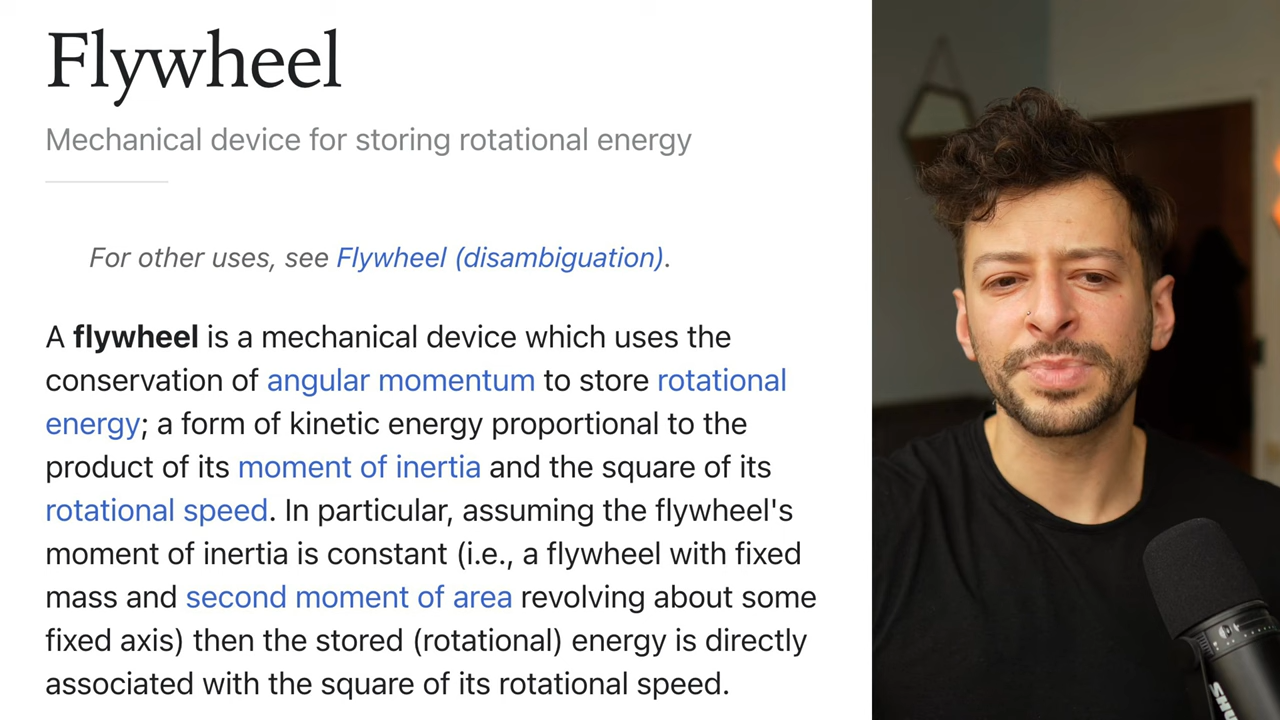 Flywheel
Mechanical device for storing rotational energy
For other uses, see Flywheel (disambiguation).
A flywheel is a mechanical device which uses the
conservation of angular momentum to store rotational
energy; a form of kinetic energy proportional to the
product of its moment of inertia and the square of its
rotational speed. In particular, assuming the flywheel's
moment of inertia is constant (i.e., a flywheel with fixed
mass and second moment of area revolving about some
fixed axis) then the stored (rotational) energy is directly
associated with the square of its rotational speed.
SHU